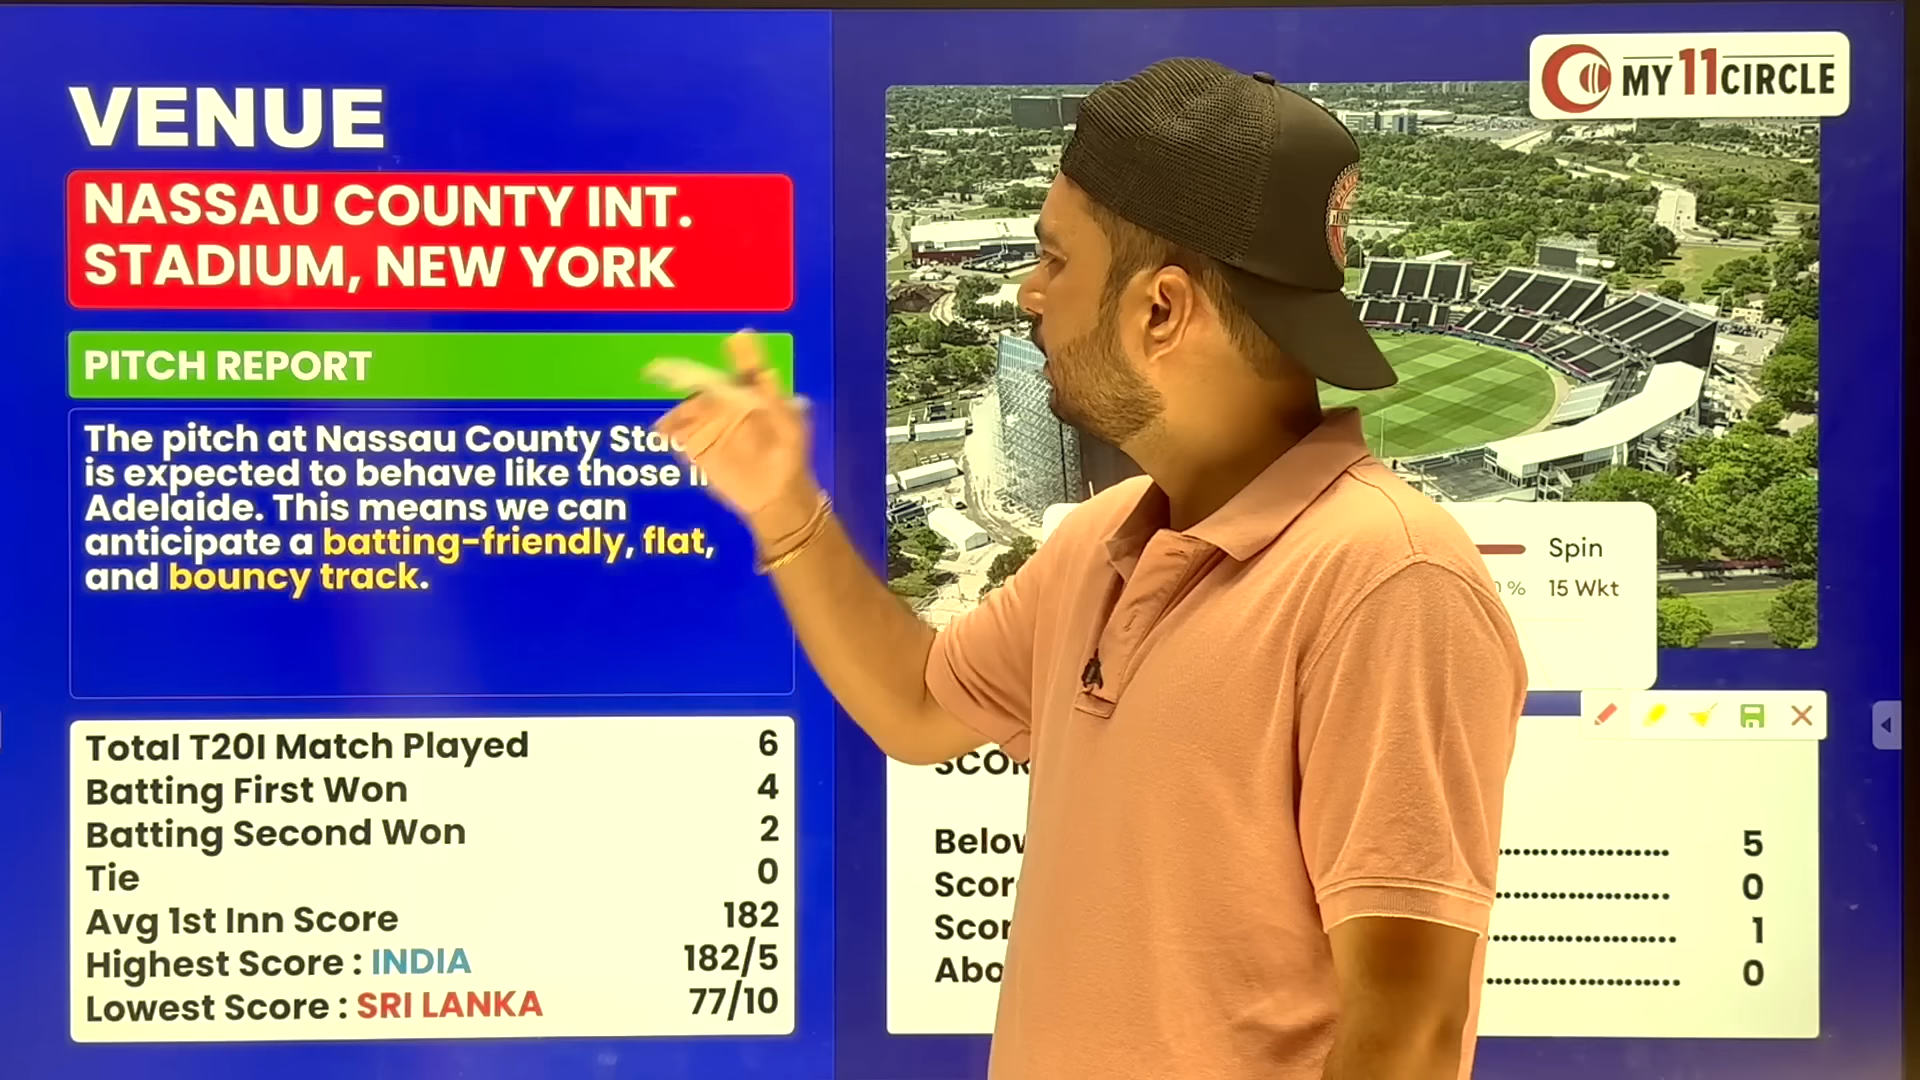 VENUE
NASSAU COUNTY INT.
STADIUM, NEW YORK
PITCH REPORT
The pitch at Nassau County
is expected to behave like those
Adelaide. This means we can
anticipate a batting-friendly, flat,
and bouncy track.
Total T20I Match Played 6
Batting First Won 4
Batting Second Won 2
Tie 0
Avg 1st Inn Score 182
Highest Score : INDIA 182/5
Lowest Score : SRI LANKA 77/10
MY11CIRCLE
Spin
% 15 Wkt
5
0
1
0